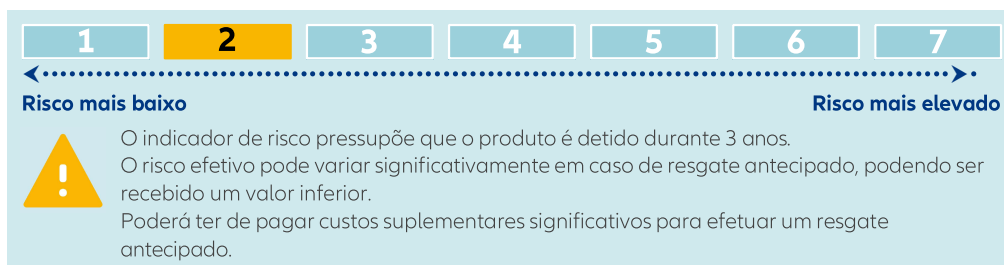 1 2 3 4 5 6 7
Risco mais baixo Risco mais elevado
O indicador de risco pressupõe que o produto é detido durante 3 anos.
O risco efetivo pode variar significativamente em caso de resgate antecipado, podendo ser
recebido um valor inferior.
Poderá ter de pagar custos suplementares significativos para efetuar um resgate
antecipado.